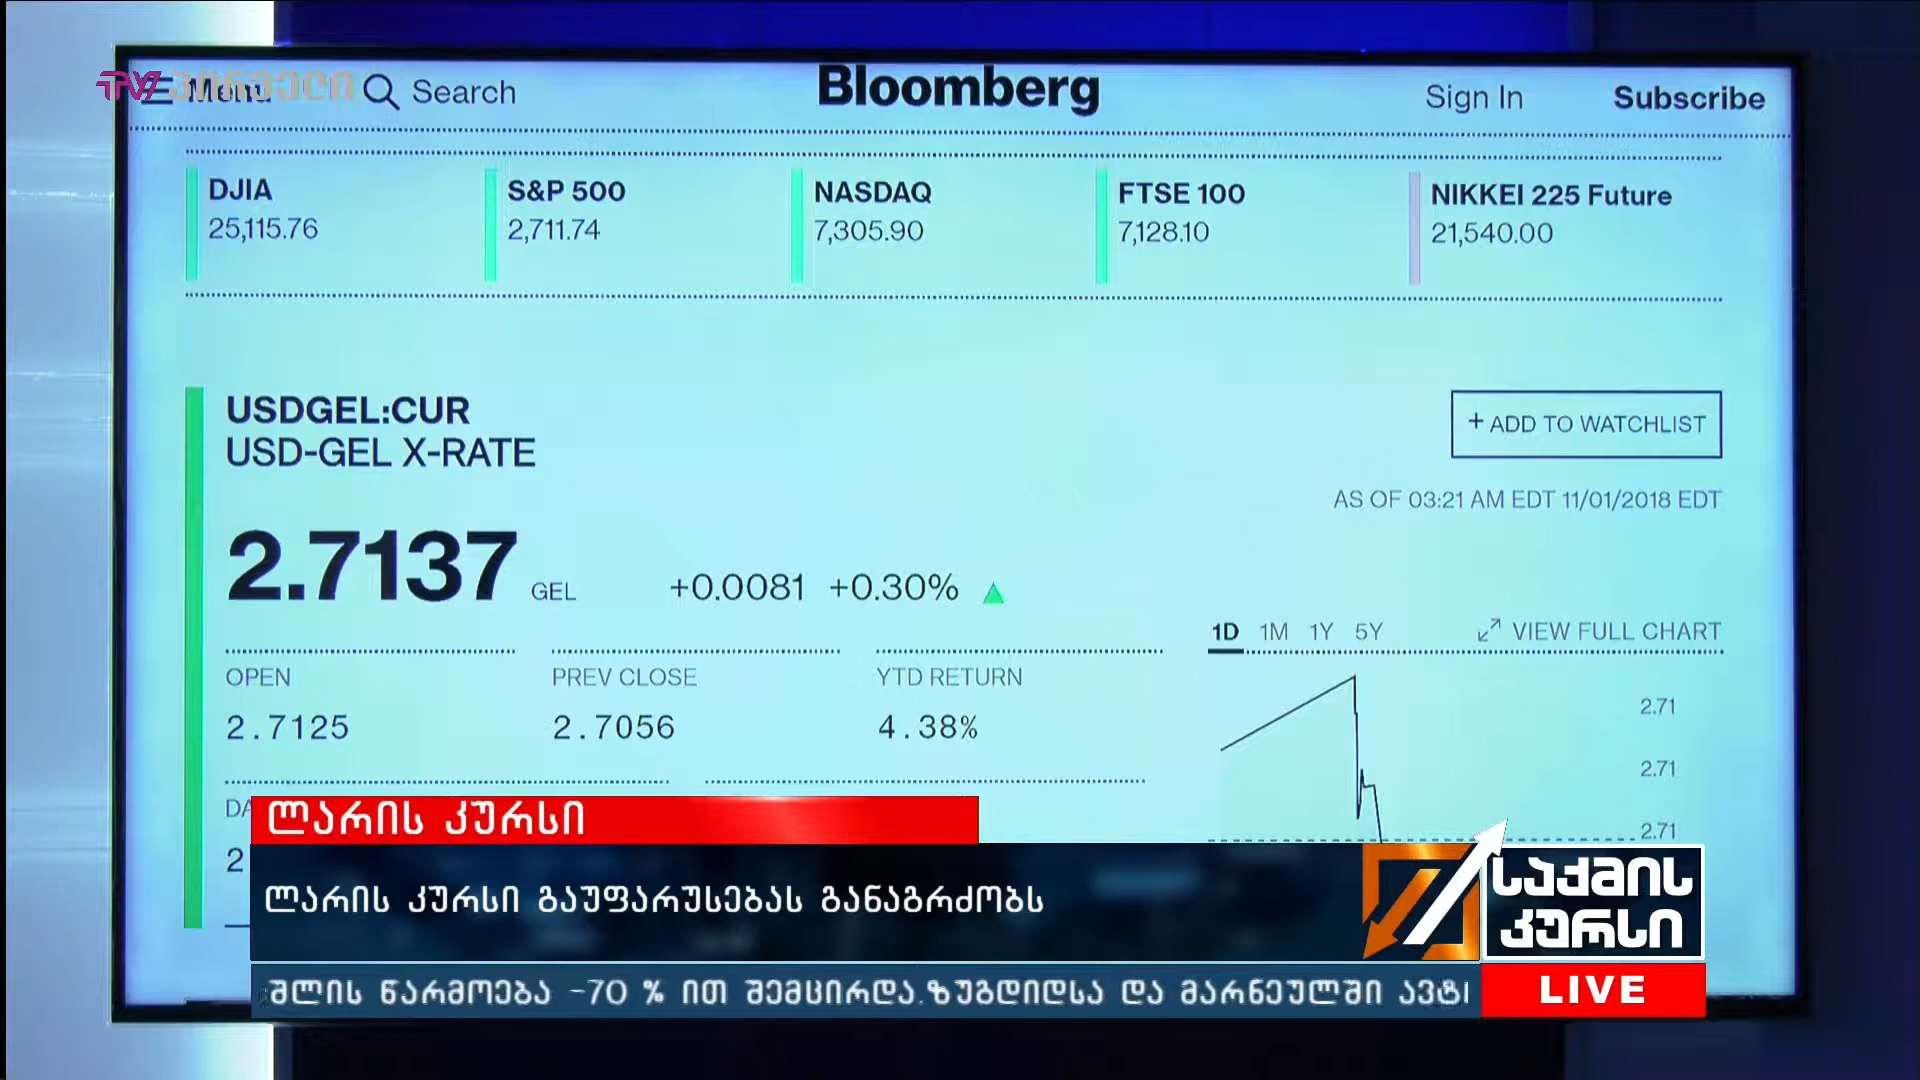 TV პირველი
Menu Search Bloomberg Sign In Subscribe
DJIA S&P 500 NASDAQ FTSE 100 NIKKEI 225 Future
25,115.76 2,711.74 7,305.90 7,128.10 21,540.00
USDGEL:CUR
USD-GEL X-RATE
+ ADD TO WATCHLIST
AS OF 03:21 AM EDT 11/01/2018 EDT
2.7137 GEL +0.0081 +0.30%
1D 1M 1Y 5Y VIEW FULL CHART
OPEN PREV CLOSE YTD RETURN
2.7125 2.7056 4.38%
2.71
2.71
2.71
ლარის კურსი
ლარის კურსი გაუფარუსებას განაგრძობს
საქმის
კურსი
შლის წარმოება -70 % ით შემცირდა.ზუგდიდსა და მარნეულში
LIVE